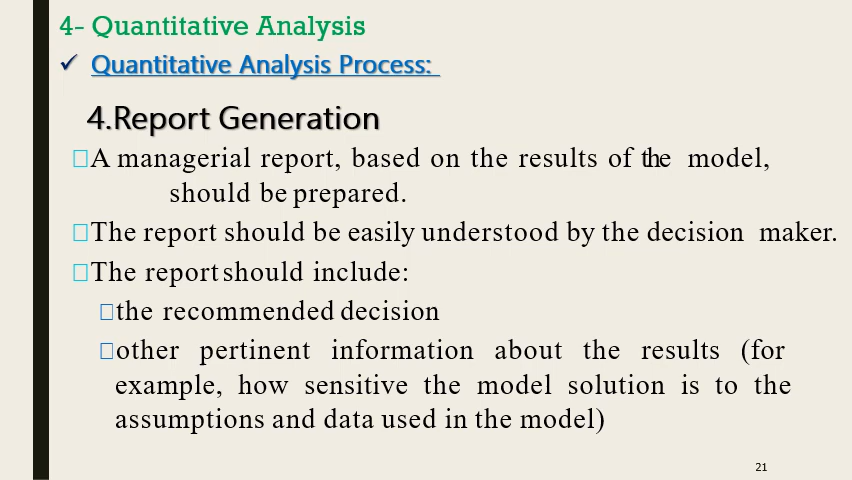 4- Quantitative Analysis
✓ Quantitative Analysis Process:
4.Report Generation
□A managerial report, based on the results of the model,
should be prepared.
□The report should be easily understood by the decision maker.
□The report should include:
□the recommended decision
□other pertinent information about the results (for
example, how sensitive the model solution is to the
assumptions and data used in the model)
21